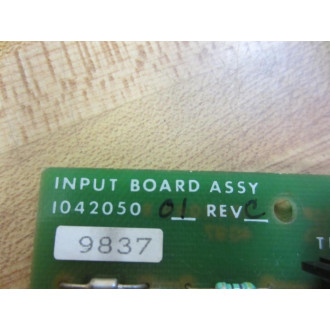 INPUT BOARD ASSY
1042050 01 REV C
9837